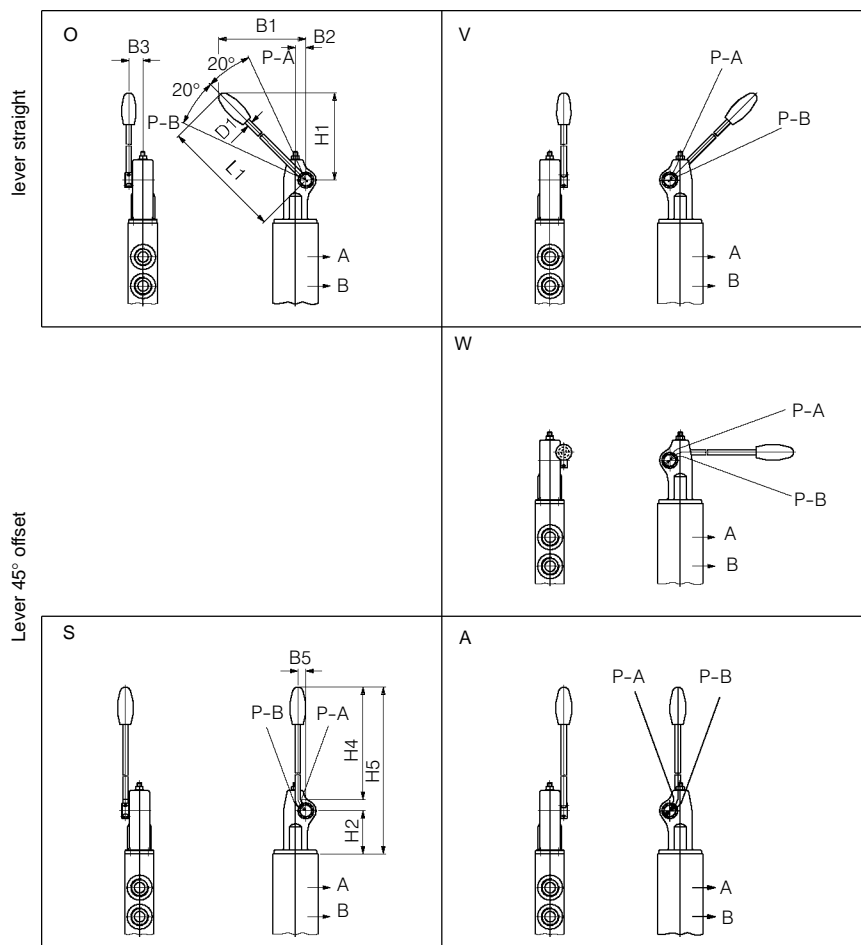 lever straight
O
B3
B1
B2
P-A
20°
20°
P-B
D1
L1
H1
A
B
V
P-A
P-B
A
B
Lever 45° offset
W
P-A
P-B
A
B
S
B5
P-B
P-A
H4
H5
H2
A
B
A
P-A
P-B
A
B